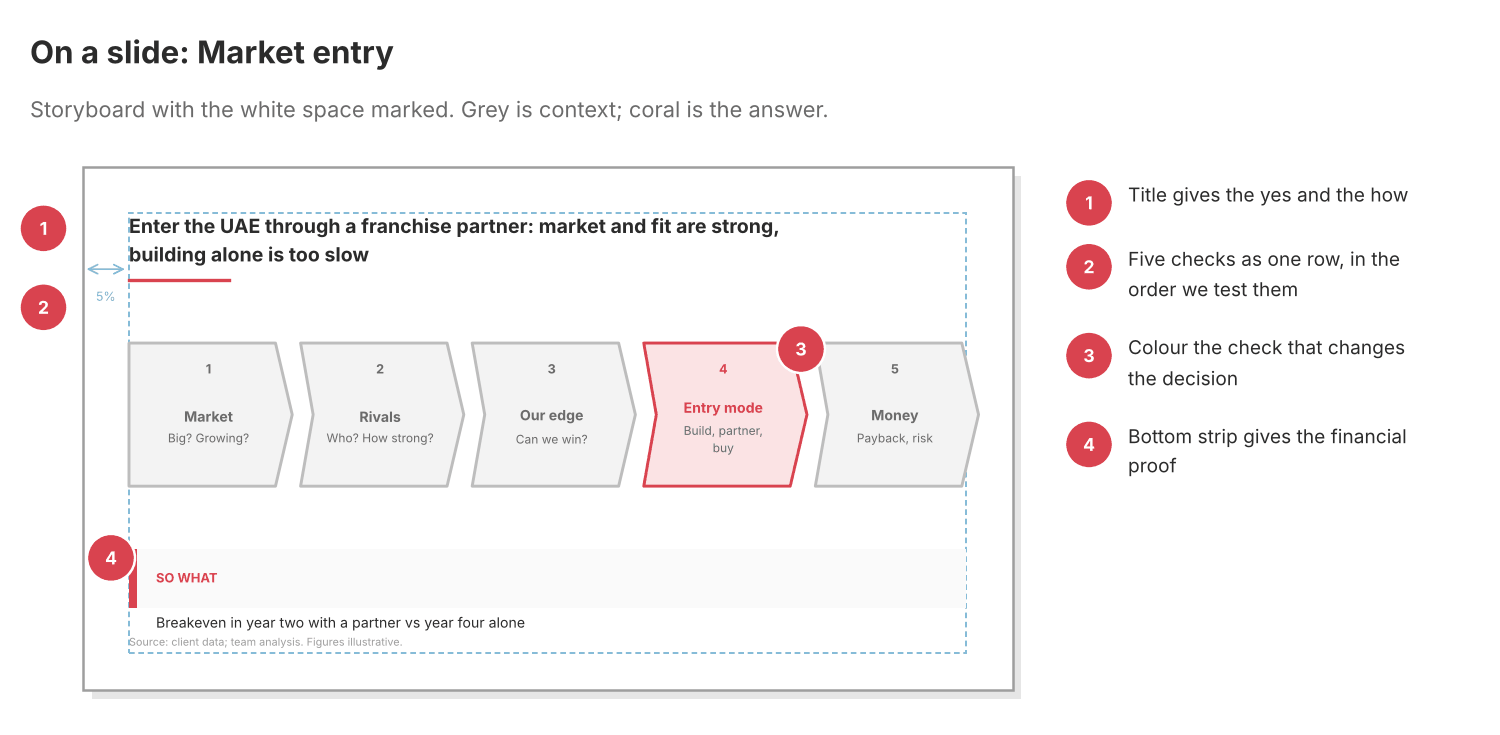 On a slide: Market entry
Storyboard with the white space marked. Grey is context; coral is the answer.
1
Enter the UAE through a franchise partner: market and fit are strong,
building alone is too slow
5%
2
1
Market
Big? Growing?
2
Rivals
Who? How strong?
3
Our edge
Can we win?
4
Entry mode
Build, partner,
buy
3
5
Money
Payback, risk
4
SO WHAT
Breakeven in year two with a partner vs year four alone
Source: client data; team analysis. Figures illustrative.
1
Title gives the yes and the how
2
Five checks as one row, in the
order we test them
3
Colour the check that changes
the decision
4
Bottom strip gives the financial
proof